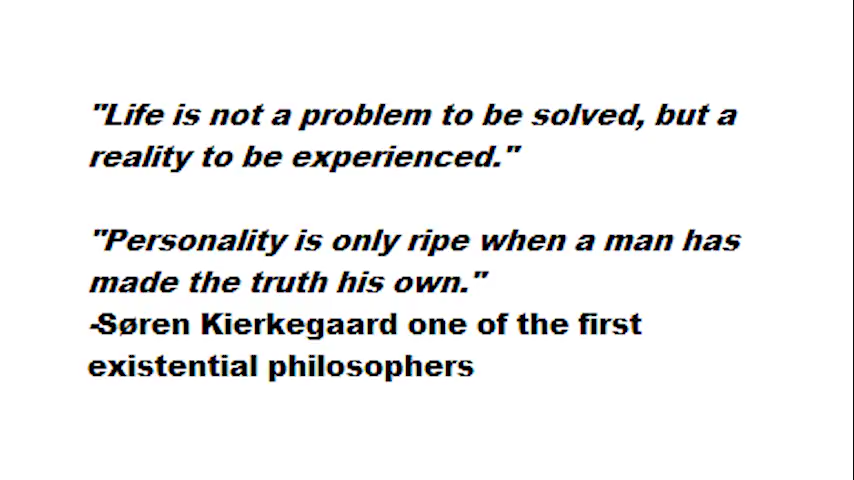 "Life is not a problem to be solved, but a
reality to be experienced."
"Personality is only ripe when a man has
made the truth his own."
-Søren Kierkegaard one of the first
existential philosophers